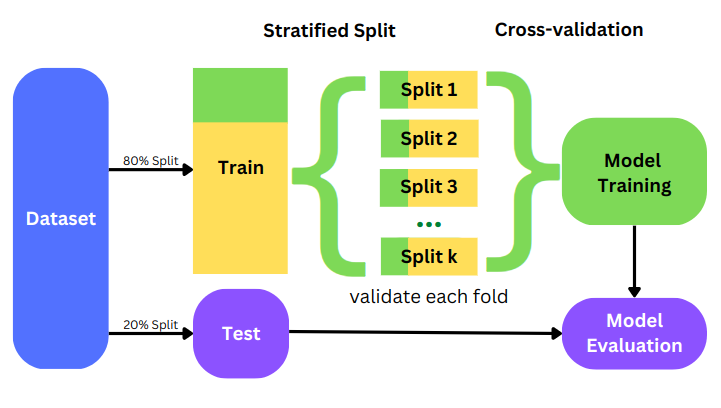 Stratified Split
Cross-validation
Dataset
80% Split
20% Split
Train
Test
Split 1
Split 2
Split 3
...
Split k
validate each fold
Model
Training
Model
Evaluation